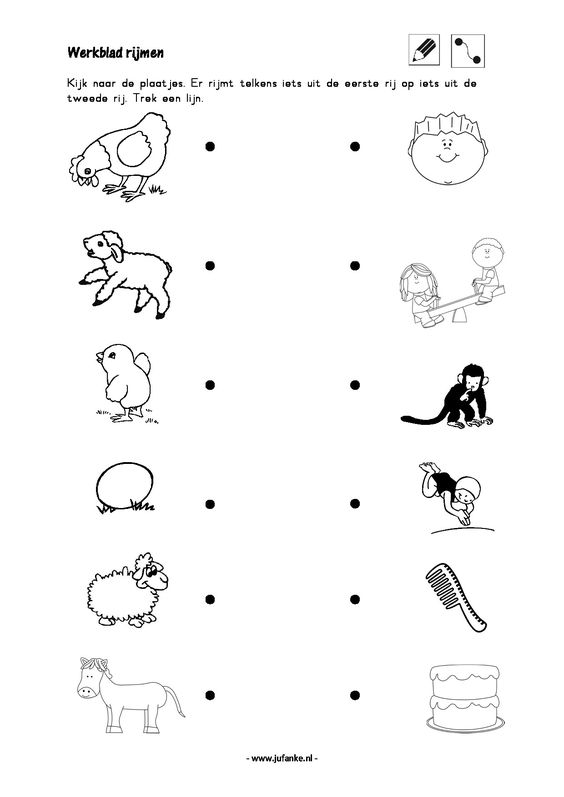 Werkblad rijmen
Kijk naar de plaatjes. Er rijmt telkens iets uit de eerste rij op iets uit de
tweede rij. Trek een lijn.
- www.jufanke.nl -